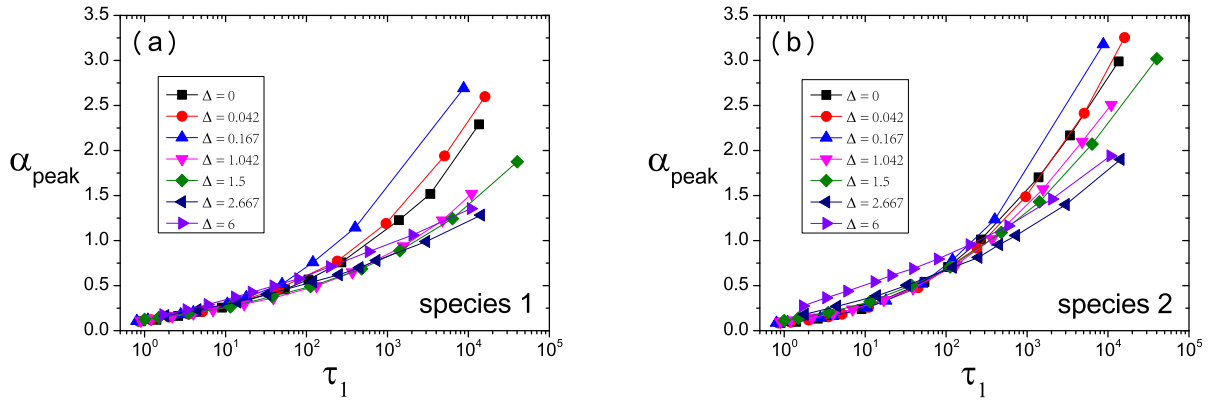 (a)
3.5
3.0
2.5
2.0
1.5
1.0
0.5
0.0
α_peak
Δ = 0
Δ = 0.042
Δ = 0.167
Δ = 1.042
Δ = 1.5
Δ = 2.667
Δ = 6
species 1
10^0 10^1 10^2 10^3 10^4 10^5
τ_1
(b)
3.5
3.0
2.5
2.0
1.5
1.0
0.5
0.0
α_peak
Δ = 0
Δ = 0.042
Δ = 0.167
Δ = 1.042
Δ = 1.5
Δ = 2.667
Δ = 6
species 2
10^0 10^1 10^2 10^3 10^4 10^5
τ_1